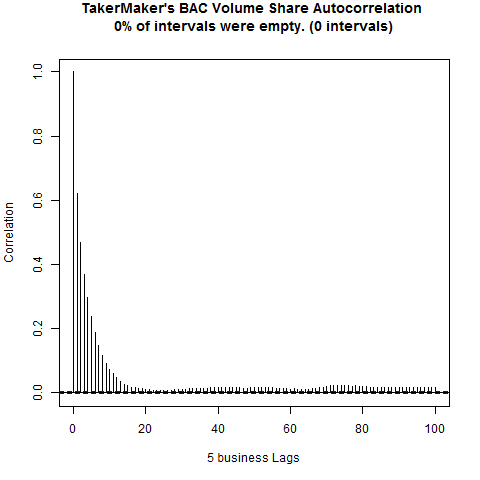 TakerMaker's BAC Volume Share Autocorrelation
0% of intervals were empty. (0 intervals)
1.0
0.8
0.6
0.4
0.2
0.0
Correlation
0 20 40 60 80 100
5 business Lags